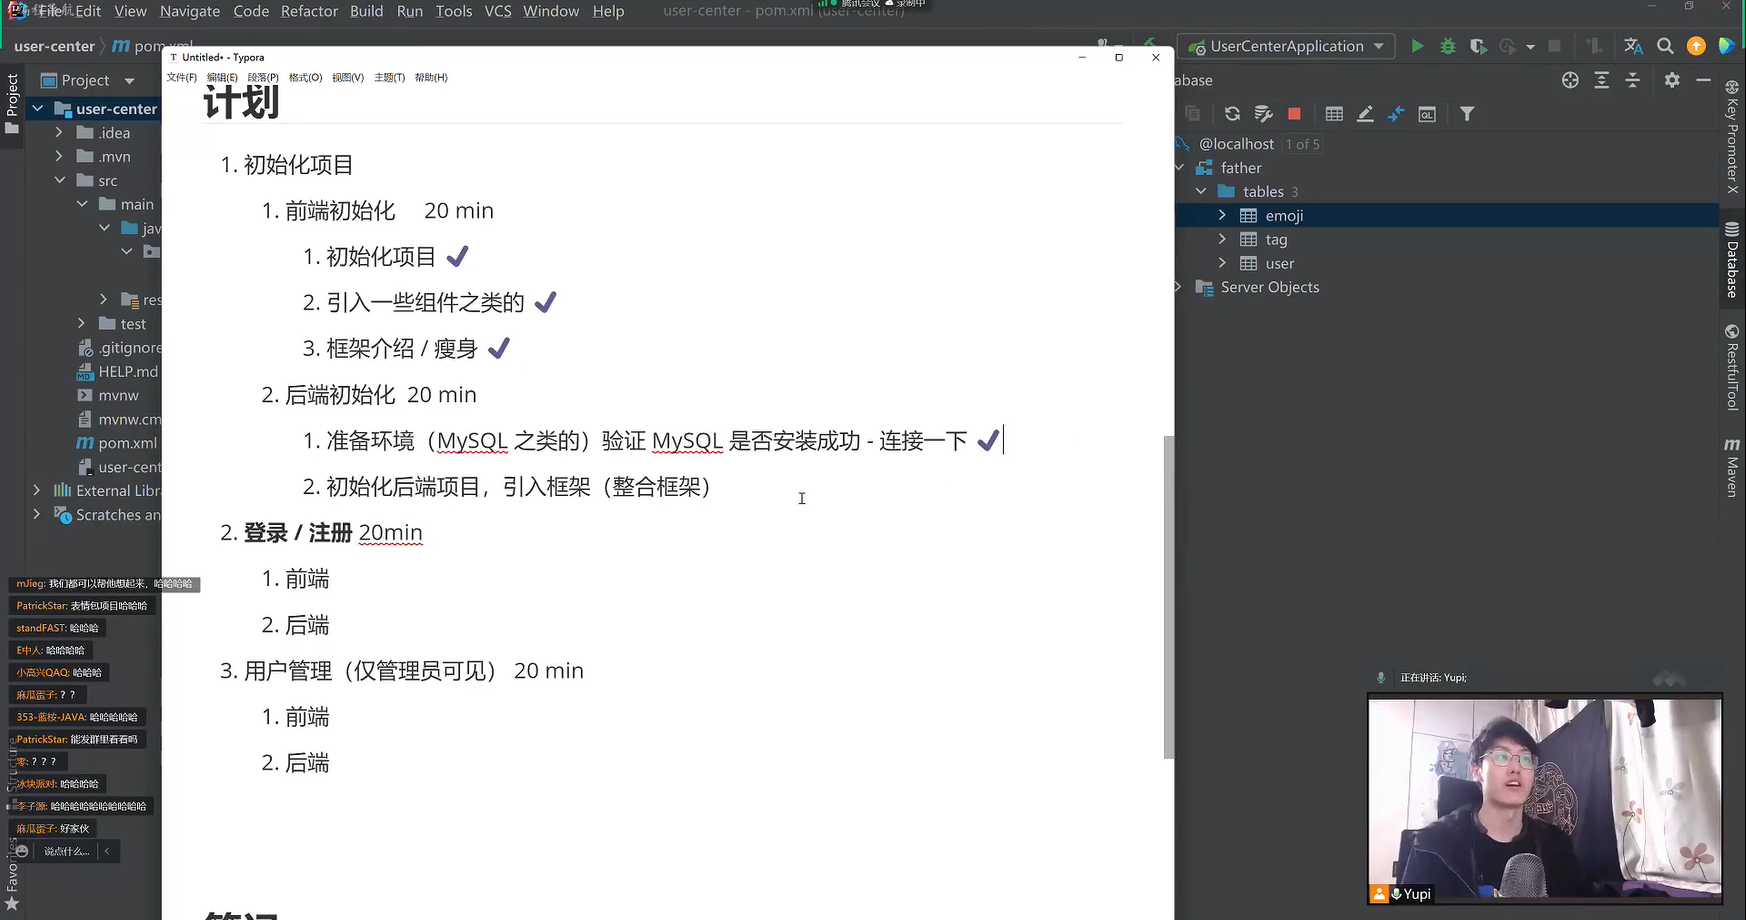 File Edit View Navigate Code Refactor Build Run Tools VCS Window Help
user-center - pom.xml (user-center)
腾讯会议 录制中
user-center
pom.xml
UserCenterApplication
Project
Project
user-center
.idea
.mvn
src
main
jav
res
test
.gitignore
HELP.md
mvnw
mvnw.cm
pom.xml
user-cent
External Libr
Scratches an
Structure
Favorites
Untitled• - Typora
文件(F) 编辑(E) 段落(P) 格式(O) 视图(V) 主题(T) 帮助(H)
计划
1. 初始化项目
1. 前端初始化 20 min
1. 初始化项目 ✔
2. 引入一些组件之类的 ✔
3. 框架介绍 / 瘦身 ✔
2. 后端初始化 20 min
1. 准备环境（MySQL 之类的）验证 MySQL 是否安装成功 - 连接一下 ✔
2. 初始化后端项目，引入框架（整合框架）
2. 登录 / 注册 20min
1. 前端
2. 后端
3. 用户管理（仅管理员可见） 20 min
1. 前端
2. 后端
abase
@localhost 1 of 5
father
tables 3
emoji
tag
user
Server Objects
Key Promoter X
Database
RestfulTool
Maven
mJieg: 我们都可以帮他想起来，哈哈哈哈
PatrickStar: 表情包项目哈哈哈
standFAST: 哈哈哈
E中人: 哈哈哈哈
小高兴QAQ: 哈哈哈
麻瓜蛋子: ? ?
353-蓝桉-JAVA: 哈哈哈哈哈
PatrickStar: 能发群里看看吗
零: ? ? ?
冰块派对: 哈哈哈哈
李子源: 哈哈哈哈哈哈哈哈哈
麻瓜蛋子: 好家伙
说点什么...
正在讲话: Yupi;
Yupi